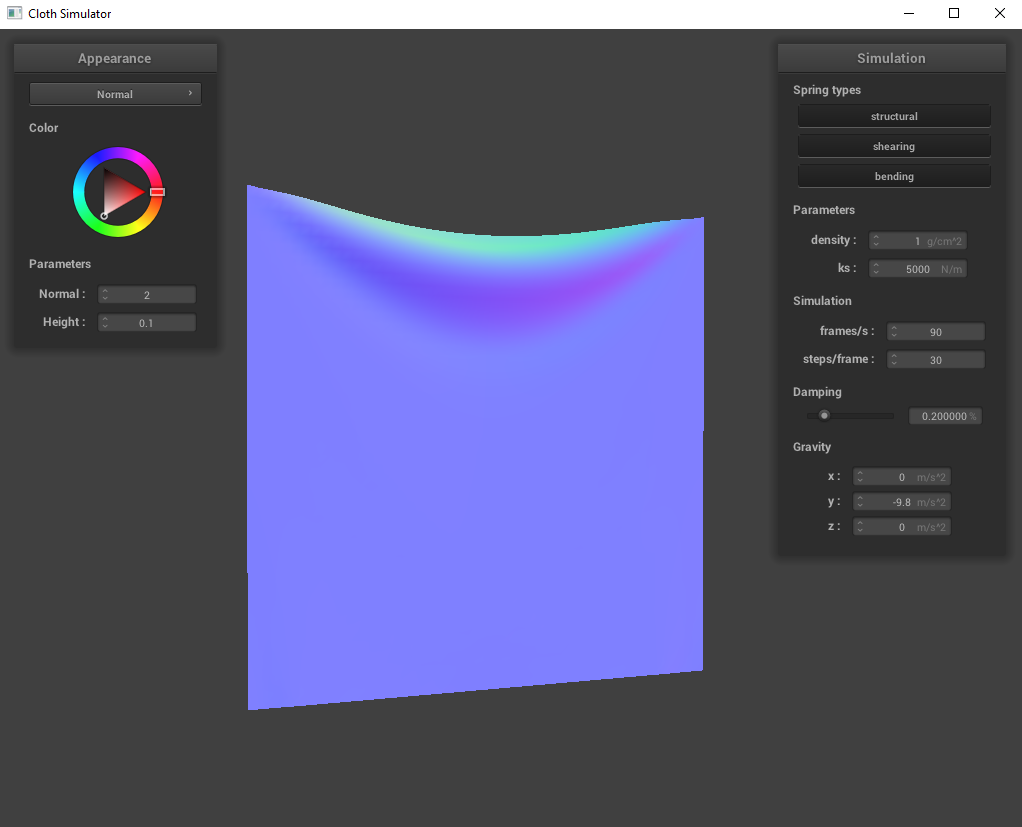 Cloth Simulator
Appearance
Normal
Color
Parameters
Normal :
2
Height :
0.1
Simulation
Spring types
structural
shearing
bending
Parameters
density :
1 g/cm^2
ks :
5000 N/m
Simulation
frames/s :
90
steps/frame :
30
Damping
0.200000 %
Gravity
x :
0 m/s^2
y :
-9.8 m/s^2
z :
0 m/s^2